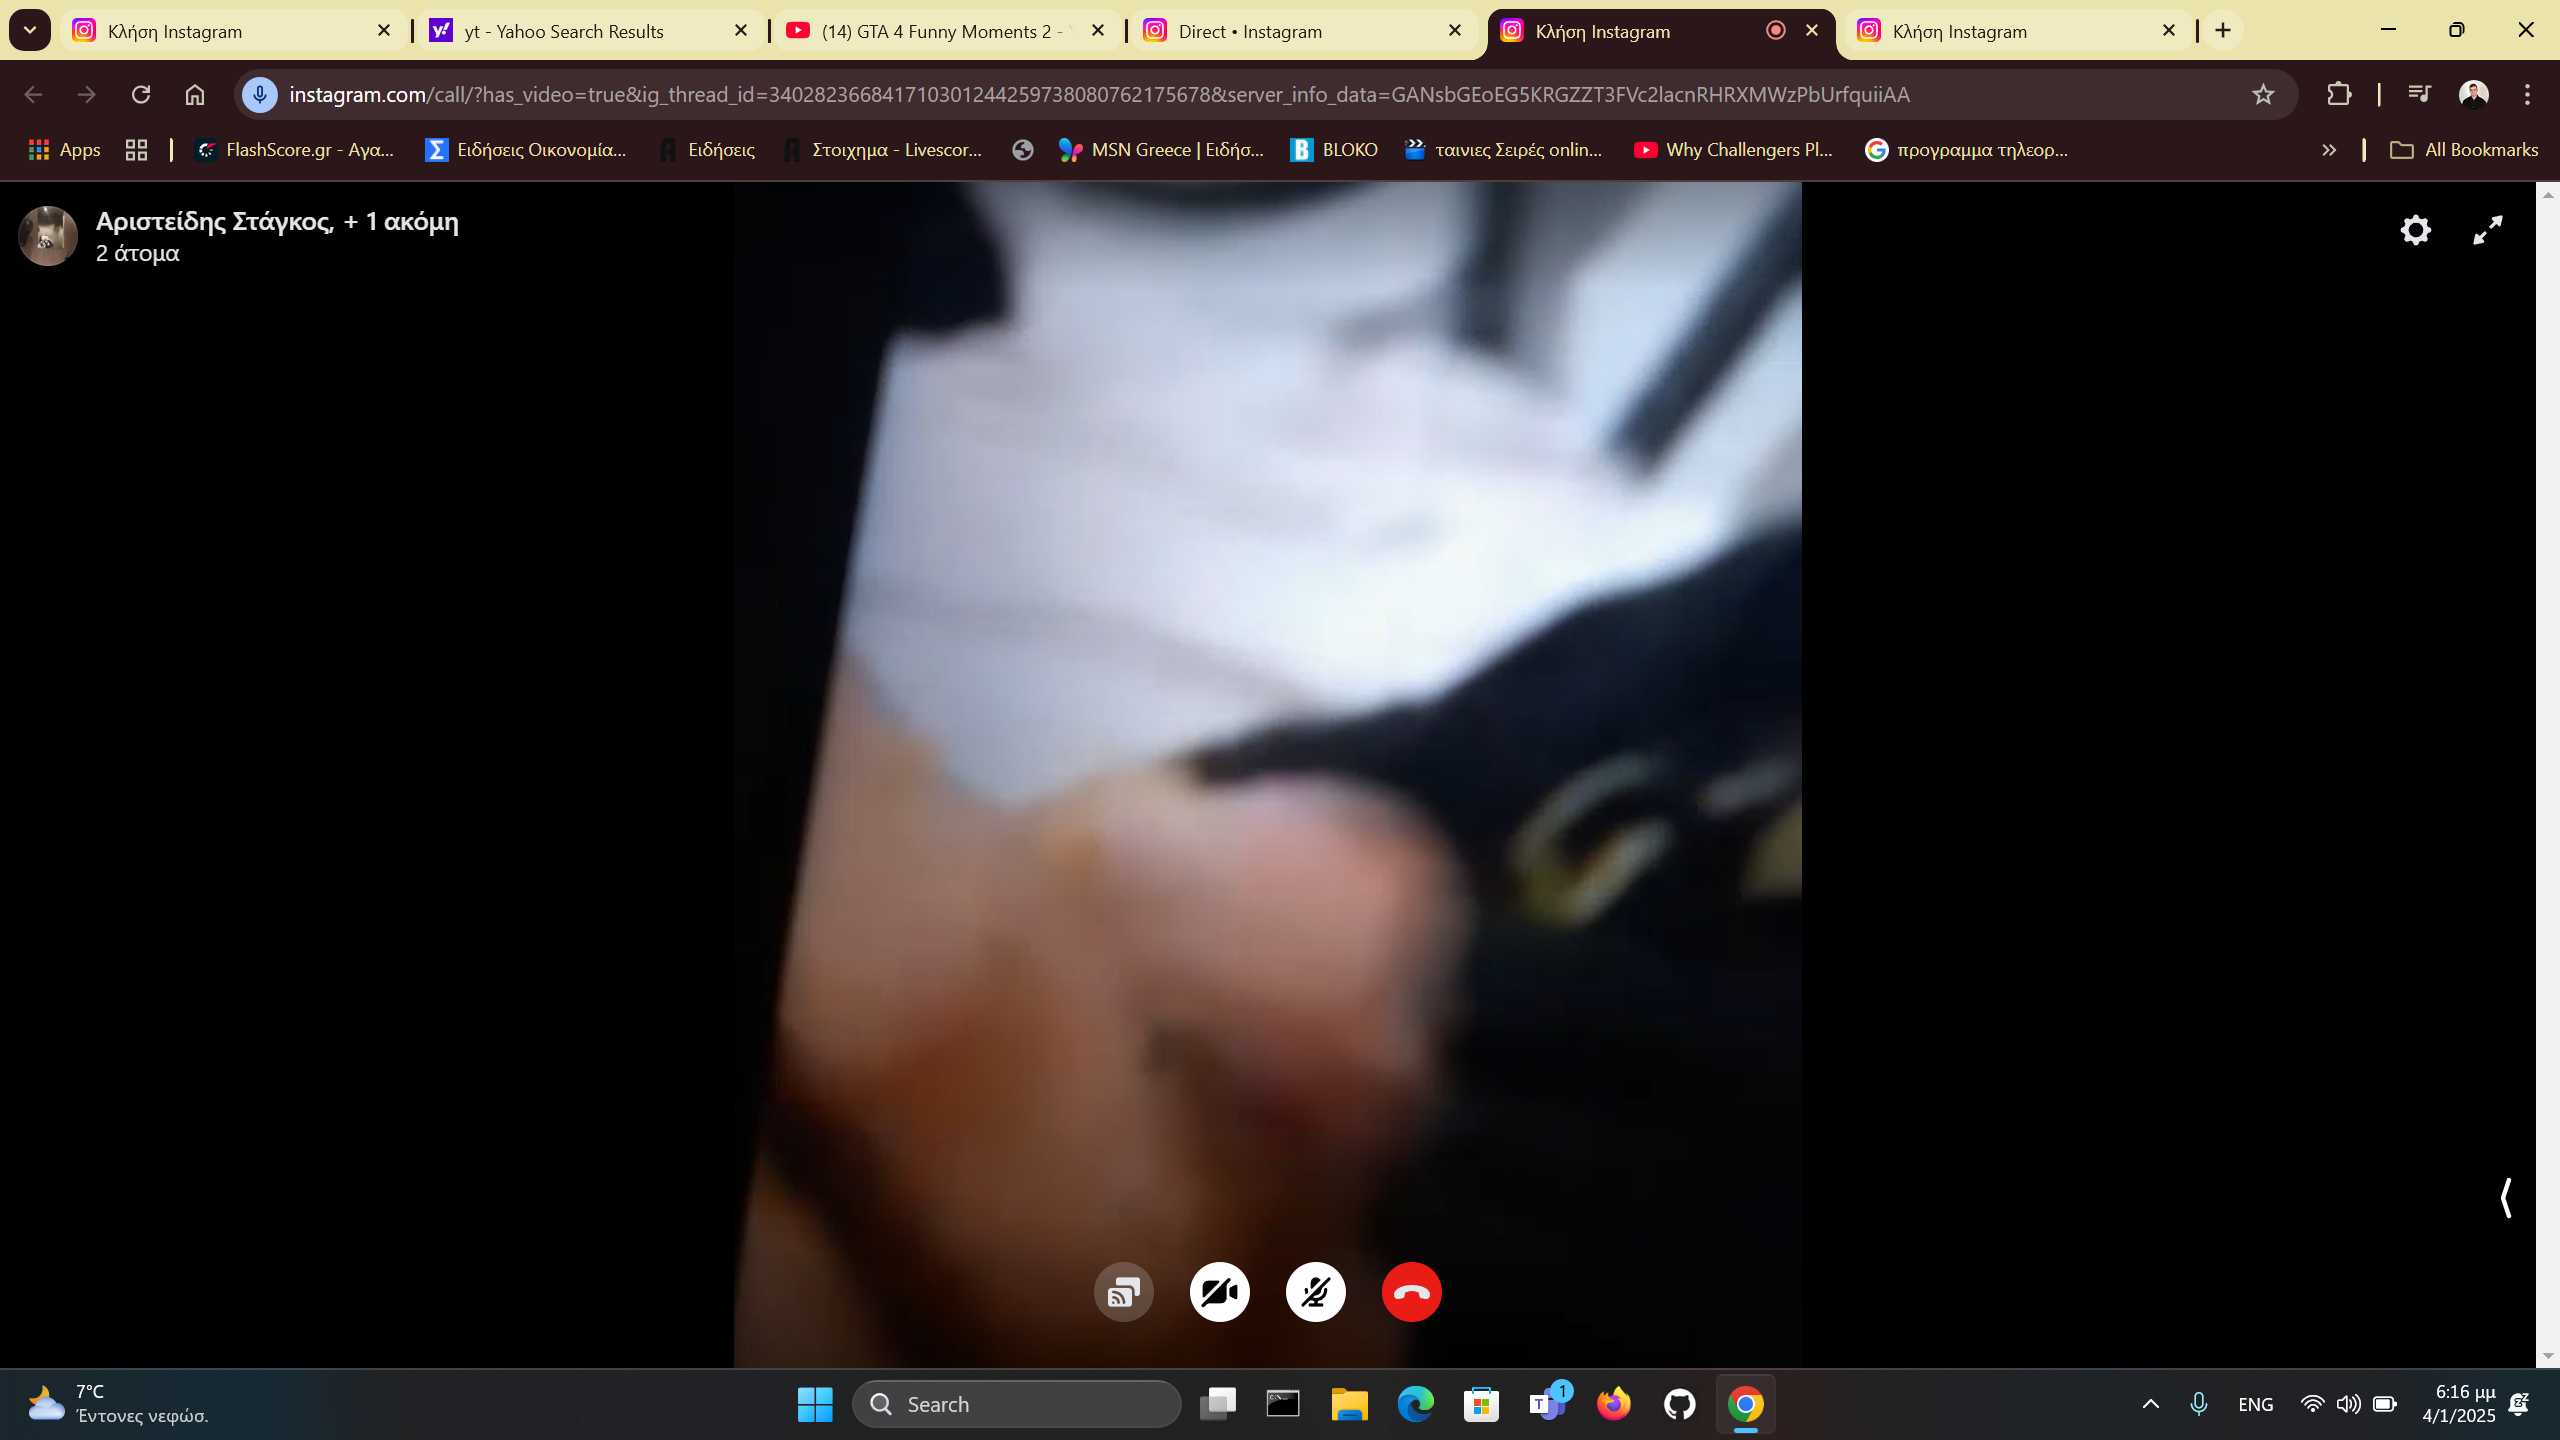 Κλήση Instagram
yt - Yahoo Search Results
(14) GTA 4 Funny Moments 2 -
Direct • Instagram
Κλήση Instagram
Κλήση Instagram
instagram.com/call/?has_video=true&ig_thread_id=340282366841710301244259738080762175678&server_info_data=GANsbGEoEG5KRGZZT3FVc2lacnRHRXMWzPbUrfquiiAA
Apps
FlashScore.gr - Αγα...
Ειδήσεις Οικονομία...
Ειδήσεις
Στοιχημα - Livescor...
MSN Greece | Ειδήσ...
BLOKO
ταινιες Σειρές onlin...
Why Challengers Pl...
προγραμμα τηλεορ...
All Bookmarks
Αριστείδης Στάγκος, + 1 ακόμη
2 άτομα
7°C
Έντονες νεφώσ.
Search
1
ENG
6:16 μμ
4/1/2025